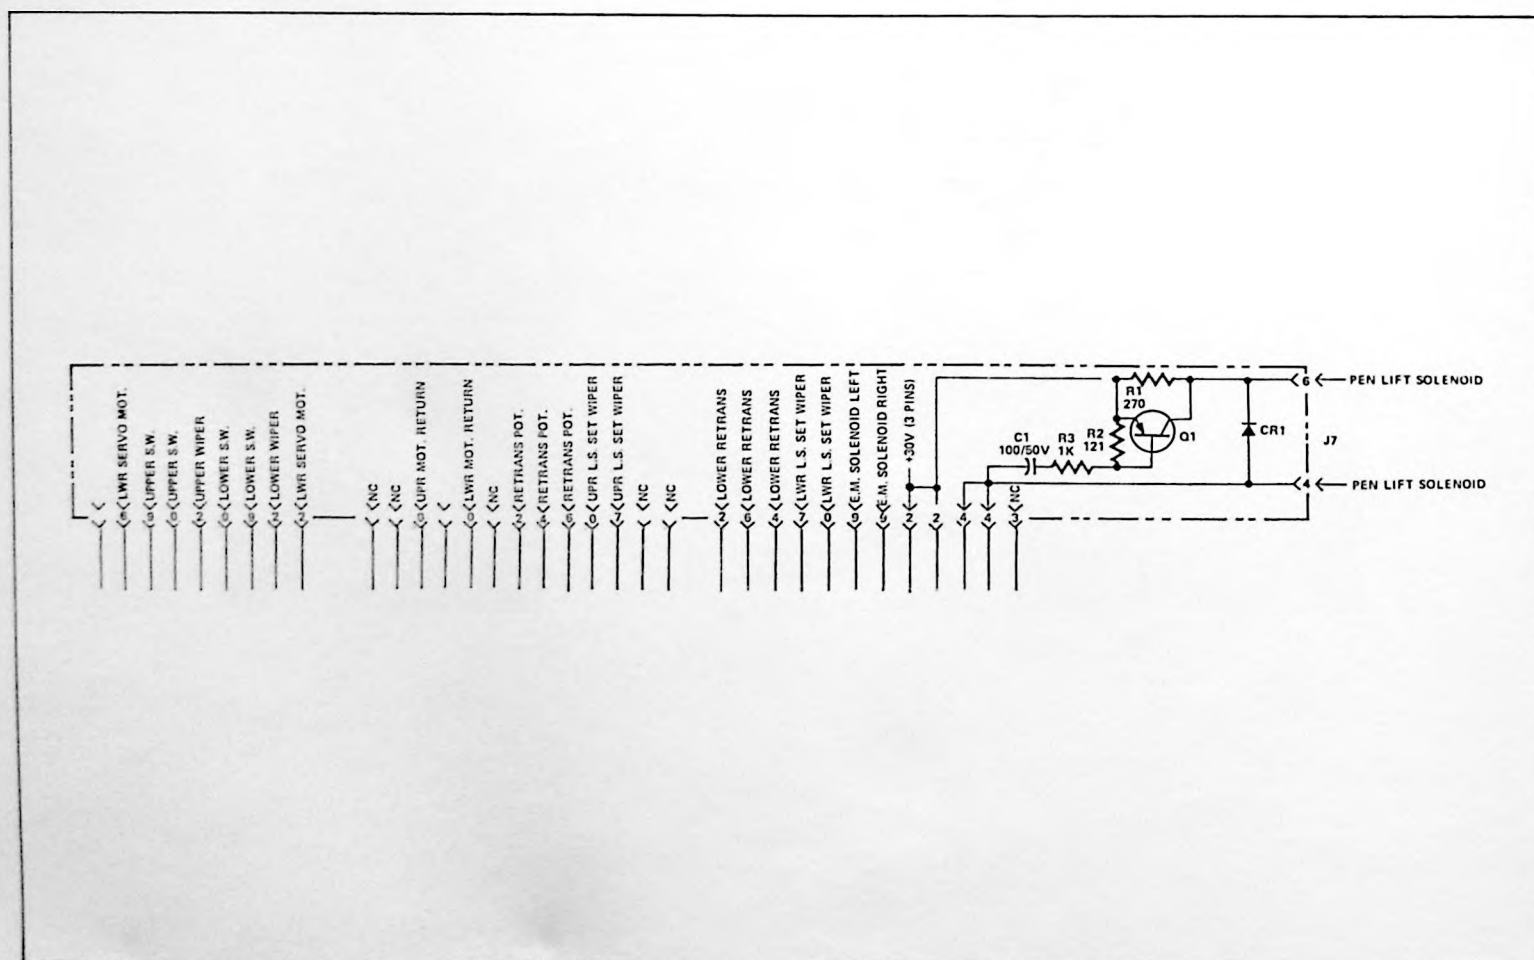 LWR SERVO MOT.
UPPER S.W.
UPPER S.W.
UPPER WIPER
LOWER S.W.
LOWER S.W.
LOWER WIPER
LWR SERVO MOT.
NC
NC
UPR MOT. RETURN
LWR MOT. RETURN
NC
RETRANS POT.
RETRANS POT.
RETRANS POT.
UPR L.S. SET WIPER
UPR L.S. SET WIPER
NC
NC
LOWER RETRANS
LOWER RETRANS
LOWER RETRANS
LWR L.S. SET WIPER
LWR L.S. SET WIPER
E.M. SOLENOID LEFT
E.M. SOLENOID RIGHT
+30V (3 PINS)
2
2
4
4
3
NC
C1
100/50V
R3
1K
R2
121
R1
270
Q1
CR1
6
PEN LIFT SOLENOID
J7
4
PEN LIFT SOLENOID